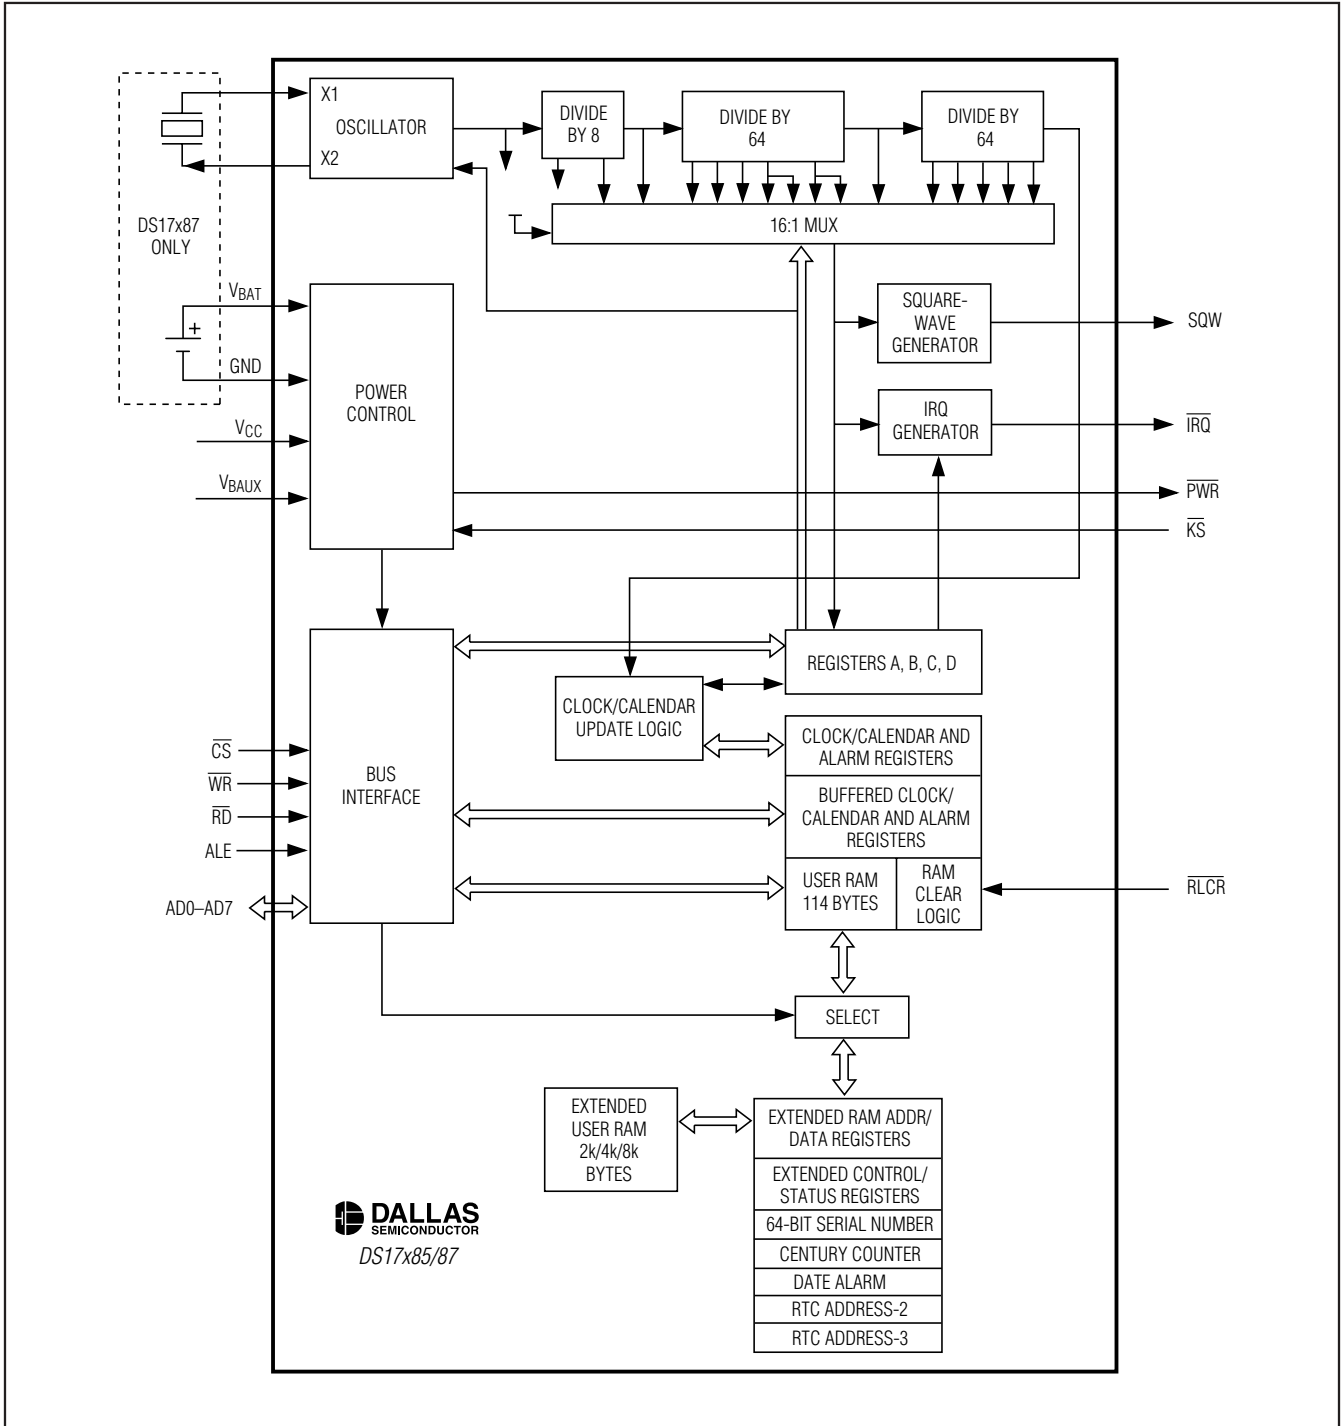 X1
OSCILLATOR
X2
DIVIDE
BY 8
DIVIDE BY
64
DIVIDE BY
64
16:1 MUX
DS17x87
ONLY
VBAT
+
GND
VCC
VBAUX
POWER
CONTROL
SQUARE-
WAVE
GENERATOR
SQW
IRQ
GENERATOR
IRQ
PWR
KS
REGISTERS A, B, C, D
CLOCK/CALENDAR
UPDATE LOGIC
CS
WR
RD
ALE
AD0–AD7
BUS
INTERFACE
CLOCK/CALENDAR AND
ALARM REGISTERS
BUFFERED CLOCK/
CALENDAR AND ALARM
REGISTERS
USER RAM
114 BYTES
RAM
CLEAR
LOGIC
RLCR
SELECT
EXTENDED
USER RAM
2k/4k/8k
BYTES
EXTENDED RAM ADDR/
DATA REGISTERS
EXTENDED CONTROL/
STATUS REGISTERS
64-BIT SERIAL NUMBER
CENTURY COUNTER
DATE ALARM
RTC ADDRESS-2
RTC ADDRESS-3
DALLAS
SEMICONDUCTOR
DS17x85/87